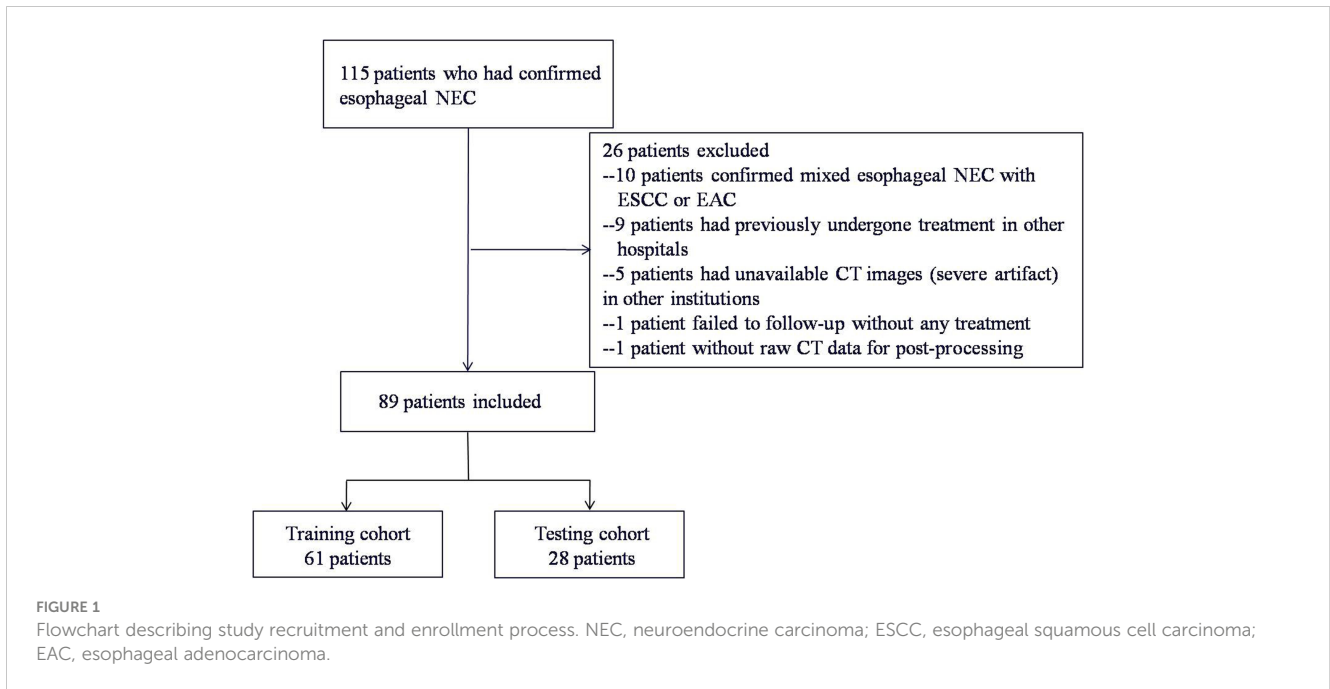 115 patients who had confirmed
esophageal NEC
26 patients excluded
--10 patients confirmed mixed esophageal NEC with
ESCC or EAC
--9 patients had previously undergone treatment in other
hospitals
--5 patients had unavailable CT images (severe artifact)
in other institutions
--1 patient failed to follow-up without any treatment
--1 patient without raw CT data for post-processing
89 patients included
Training cohort
61 patients
Testing cohort
28 patients
FIGURE 1
Flowchart describing study recruitment and enrollment process. NEC, neuroendocrine carcinoma; ESCC, esophageal squamous cell carcinoma;
EAC, esophageal adenocarcinoma.